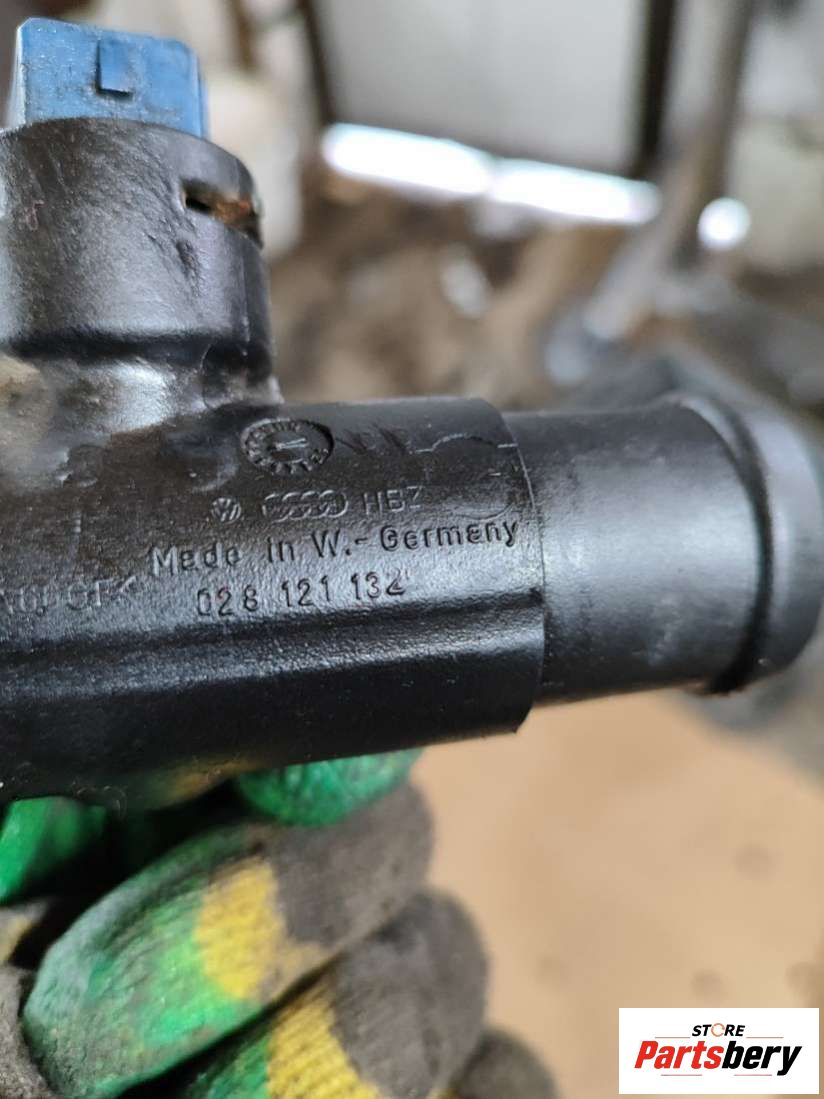 HBZ
Made in W.-Germany
028 121 132
STORE
Partsbery